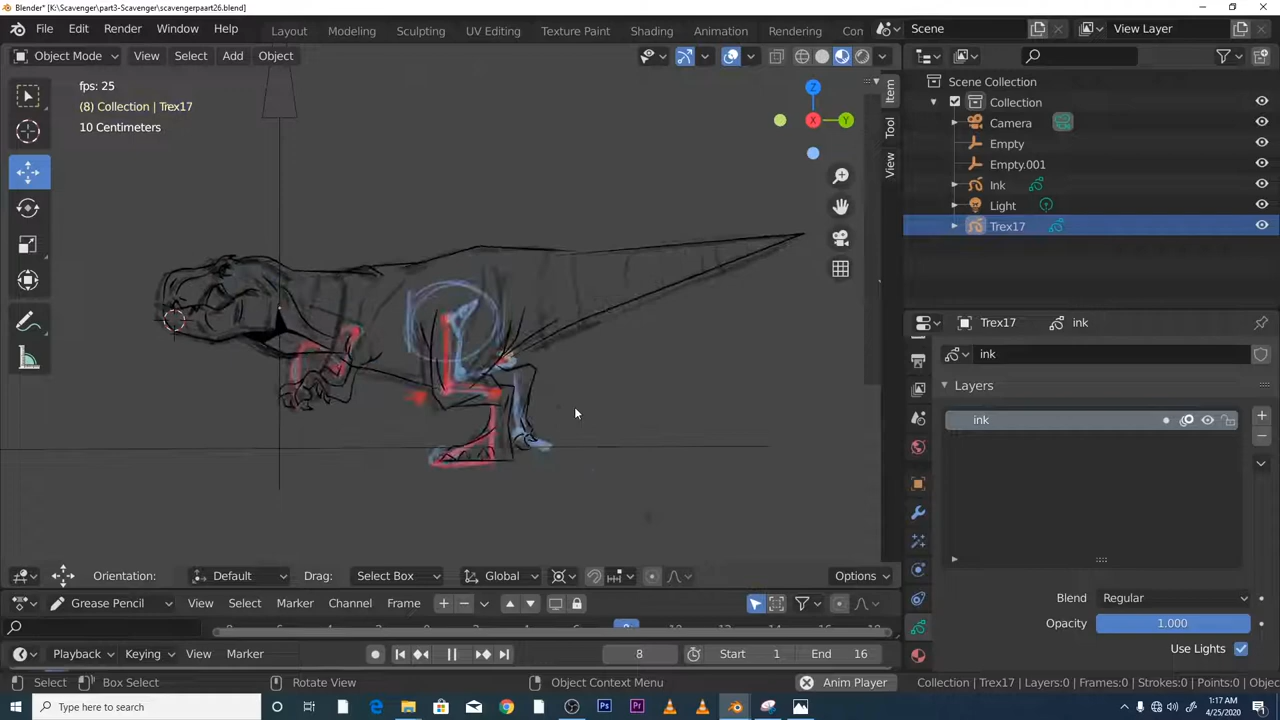 Blender* [K:\Scavenger\part3-Scavenger\scavengerpaart26.blend]
File Edit Render Window Help Layout Modeling Sculpting UV Editing Texture Paint Shading Animation Rendering Con Scene View Layer
Object Mode View Select Add Object
fps: 25
(8) Collection | Trex17
10 Centimeters
Z
X
Y
Item
Tool
View
Scene Collection
Collection
Camera
Empty
Empty.001
Ink
Light
Trex17
Trex17 ink
ink
Layers
ink
Blend Regular
Opacity 1.000
Use Lights
Orientation: Default Drag: Select Box Global Options
Grease Pencil View Select Marker Channel Frame
Playback Keying View Marker 8 Start 1 End 16
Select Box Select Rotate View Object Context Menu Anim Player Collection | Trex17 | Layers:0 | Frames:0 | Strokes:0 | Points:0 | Objec
Type here to search
1:17 AM
4/25/2020